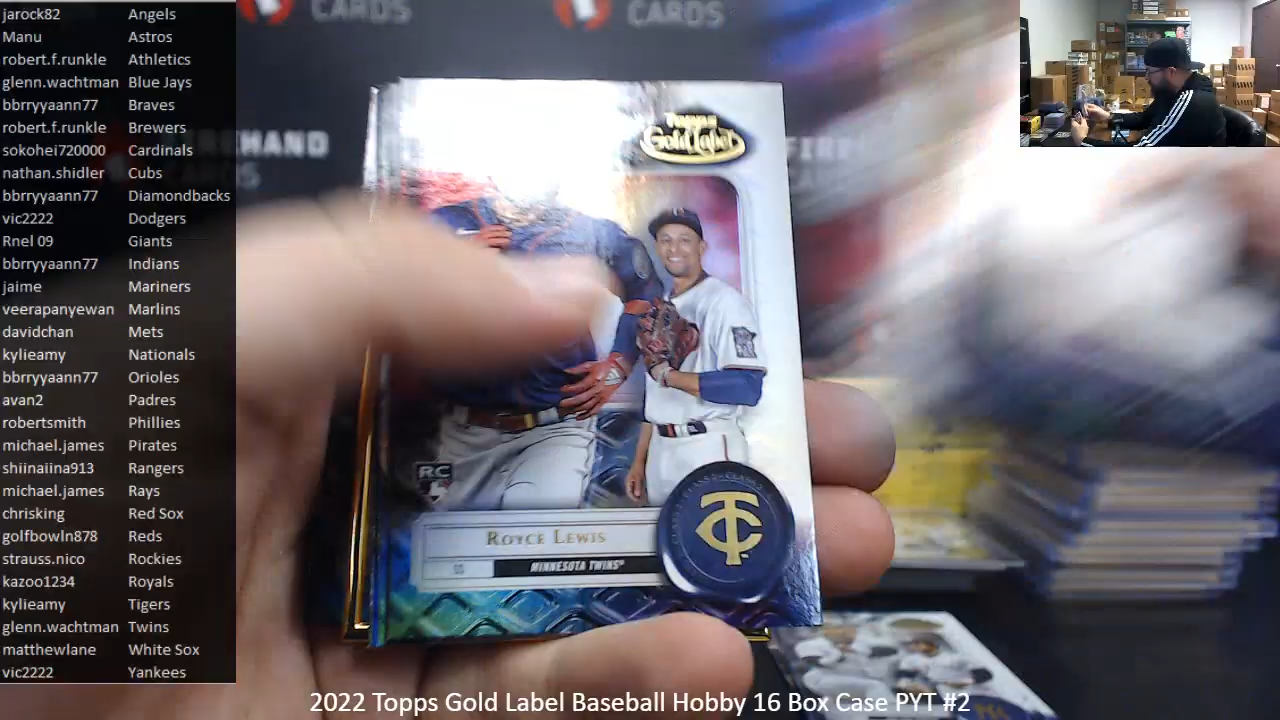 jarock82 Angels
Manu Astros
robert.f.runkle Athletics
glenn.wachtman Blue Jays
bbrryyaann77 Braves
robert.f.runkle Brewers
sokohei720000 Cardinals
nathan.shidler Cubs
bbrryyaann77 Diamondbacks
vic2222 Dodgers
Rnel 09 Giants
bbrryyaann77 Indians
jaime Mariners
veerapanyewan Marlins
davidchan Mets
kylieamy Nationals
bbrryyaann77 Orioles
avan2 Padres
robertsmith Phillies
michael.james Pirates
shiinaiina913 Rangers
michael.james Rays
chrisking Red Sox
golfbowln878 Reds
strauss.nico Rockies
kazoo1234 Royals
kylieamy Tigers
glenn.wachtman Twins
matthewlane White Sox
vic2222 Yankees
CARDS
CARDS
Topps
Gold Label
RC
TC
Royce Lewis
SS MINNESOTA TWINS
2022 Topps Gold Label Baseball Hobby 16 Box Case PYT #2